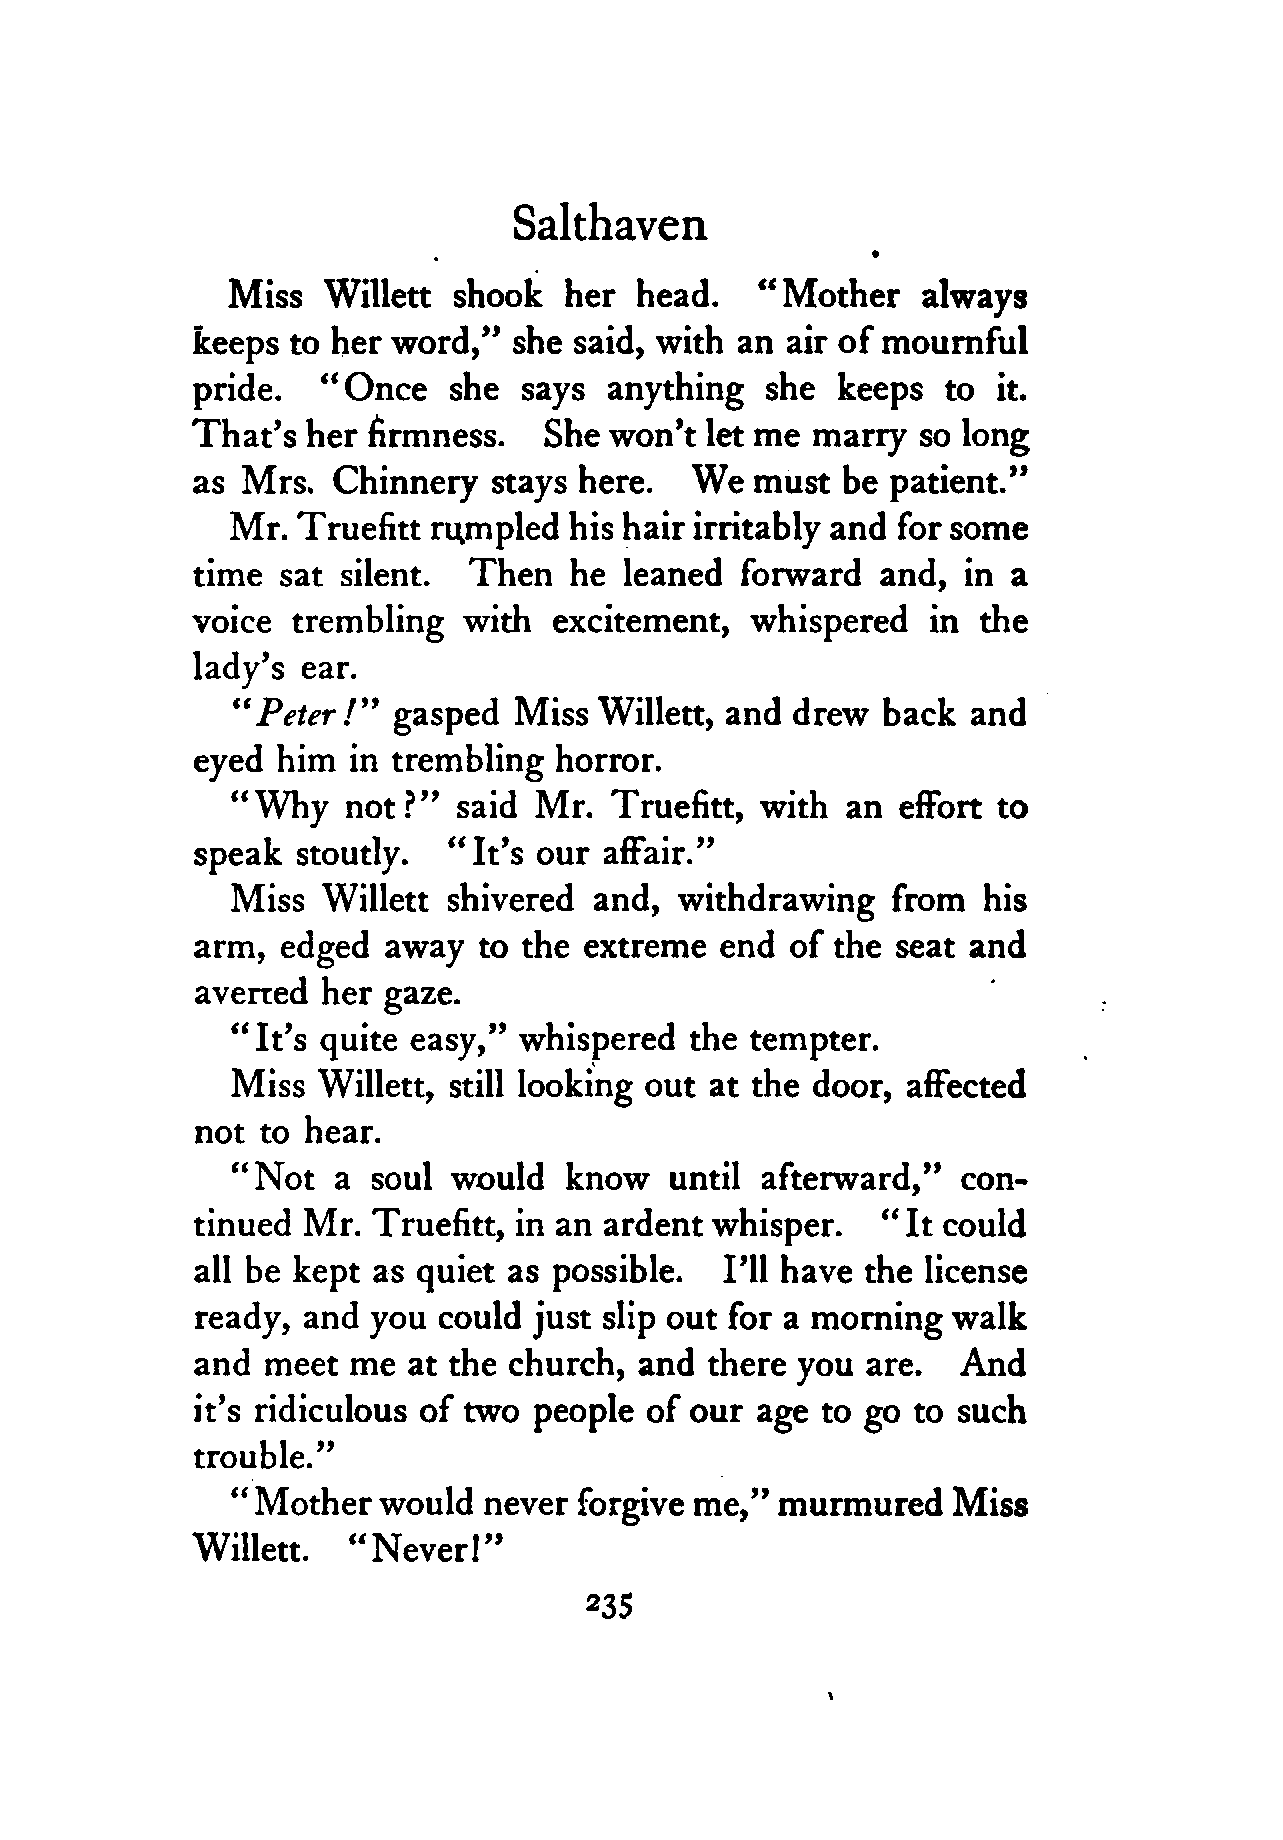 Salthaven
Miss Willett shook her head. “Mother always
keeps to her word,” she said, with an air of mournful
pride. “Once she says anything she keeps to it.
That’s her firmness. She won’t let me marry so long
as Mrs. Chinnery stays here. We must be patient.”
Mr. Truefitt rumpled his hair irritably and for some
time sat silent. Then he leaned forward and, in a
voice trembling with excitement, whispered in the
lady’s ear.
“Peter!” gasped Miss Willett, and drew back and
eyed him in trembling horror.
“Why not?” said Mr. Truefitt, with an effort to
speak stoutly. “It’s our affair.”
Miss Willett shivered and, withdrawing from his
arm, edged away to the extreme end of the seat and
averted her gaze.
“It’s quite easy,” whispered the tempter.
Miss Willett, still looking out at the door, affected
not to hear.
“Not a soul would know until afterward,” con-
tinued Mr. Truefitt, in an ardent whisper. “It could
all be kept as quiet as possible. I’ll have the license
ready, and you could just slip out for a morning walk
and meet me at the church, and there you are. And
it’s ridiculous of two people of our age to go to such
trouble.”
“Mother would never forgive me,” murmured Miss
Willett. “Never!”
235